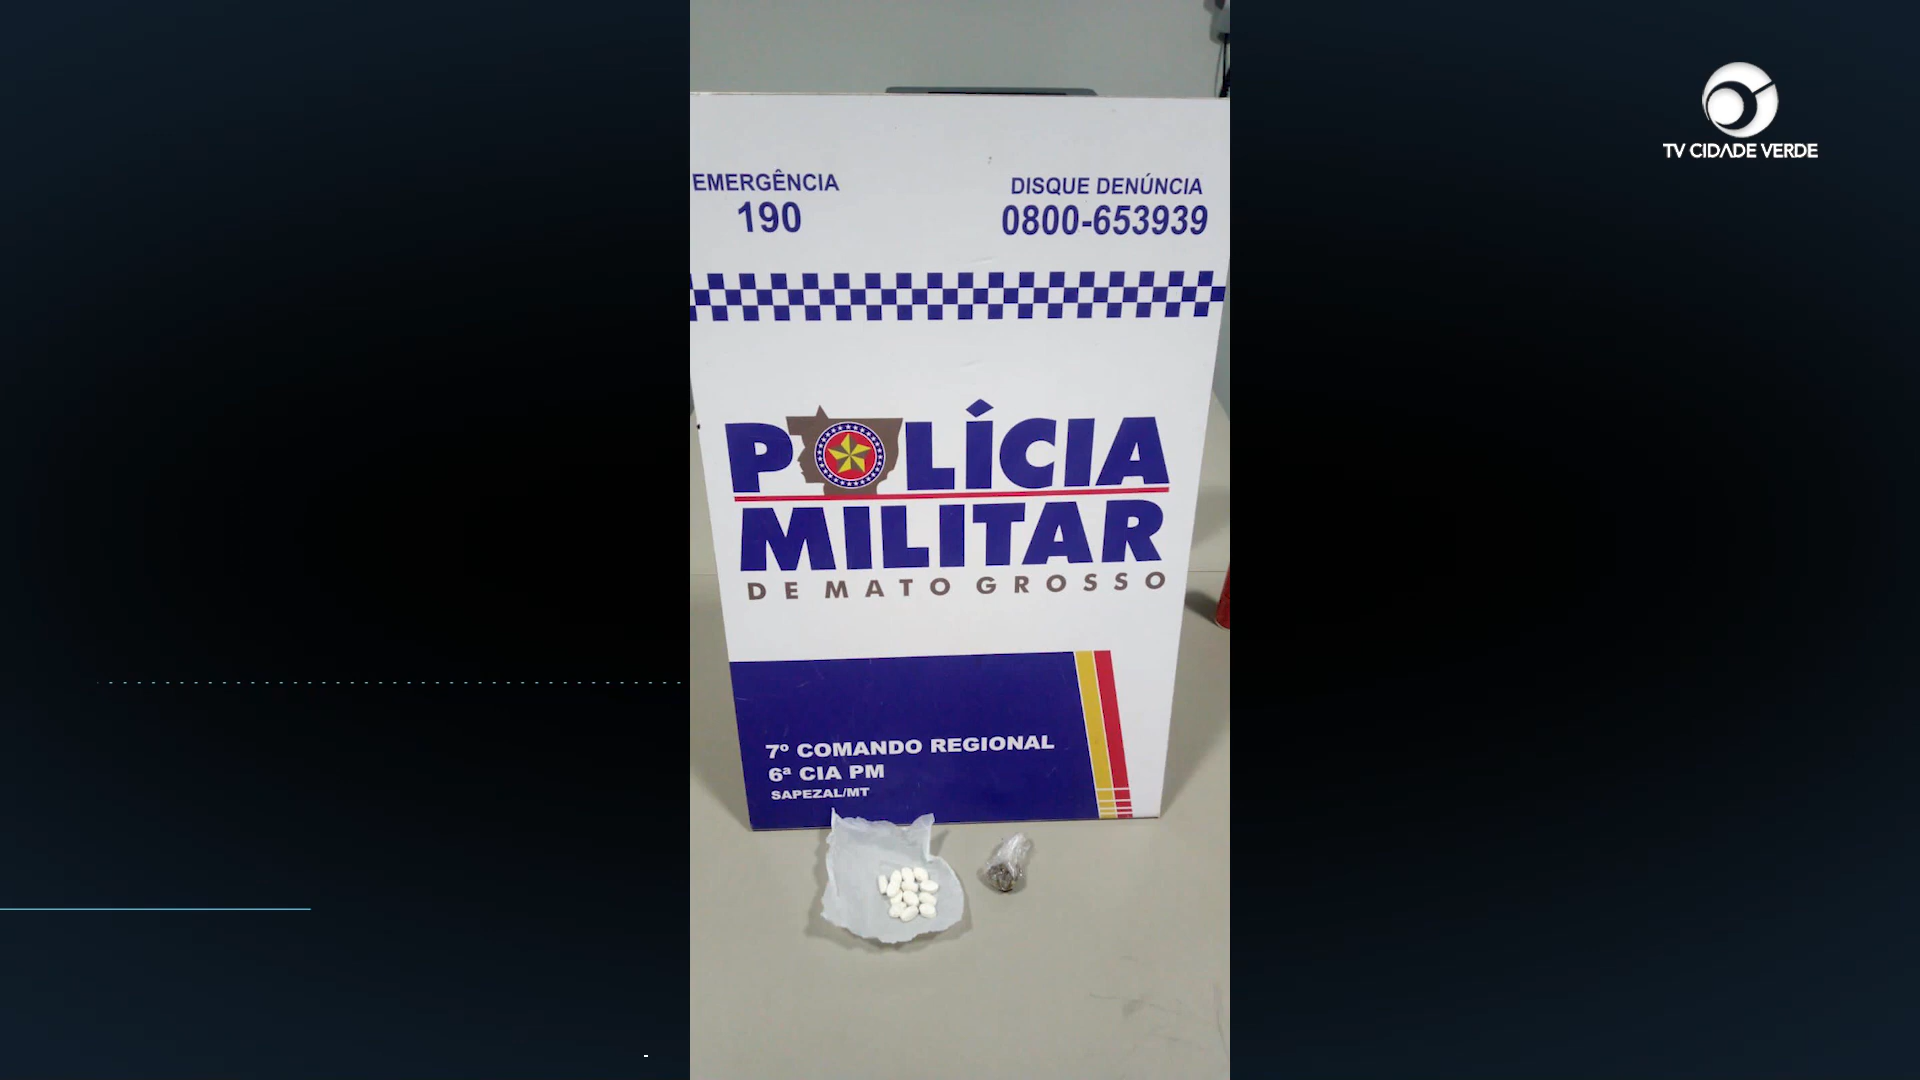 TV CIDADE VERDE
EMERGÊNCIA
190
DISQUE DENÚNCIA
0800-653939
POLÍCIA
MILITAR
DE MATO GROSSO
7º COMANDO REGIONAL
6ª CIA PM
SAPEZAL/MT